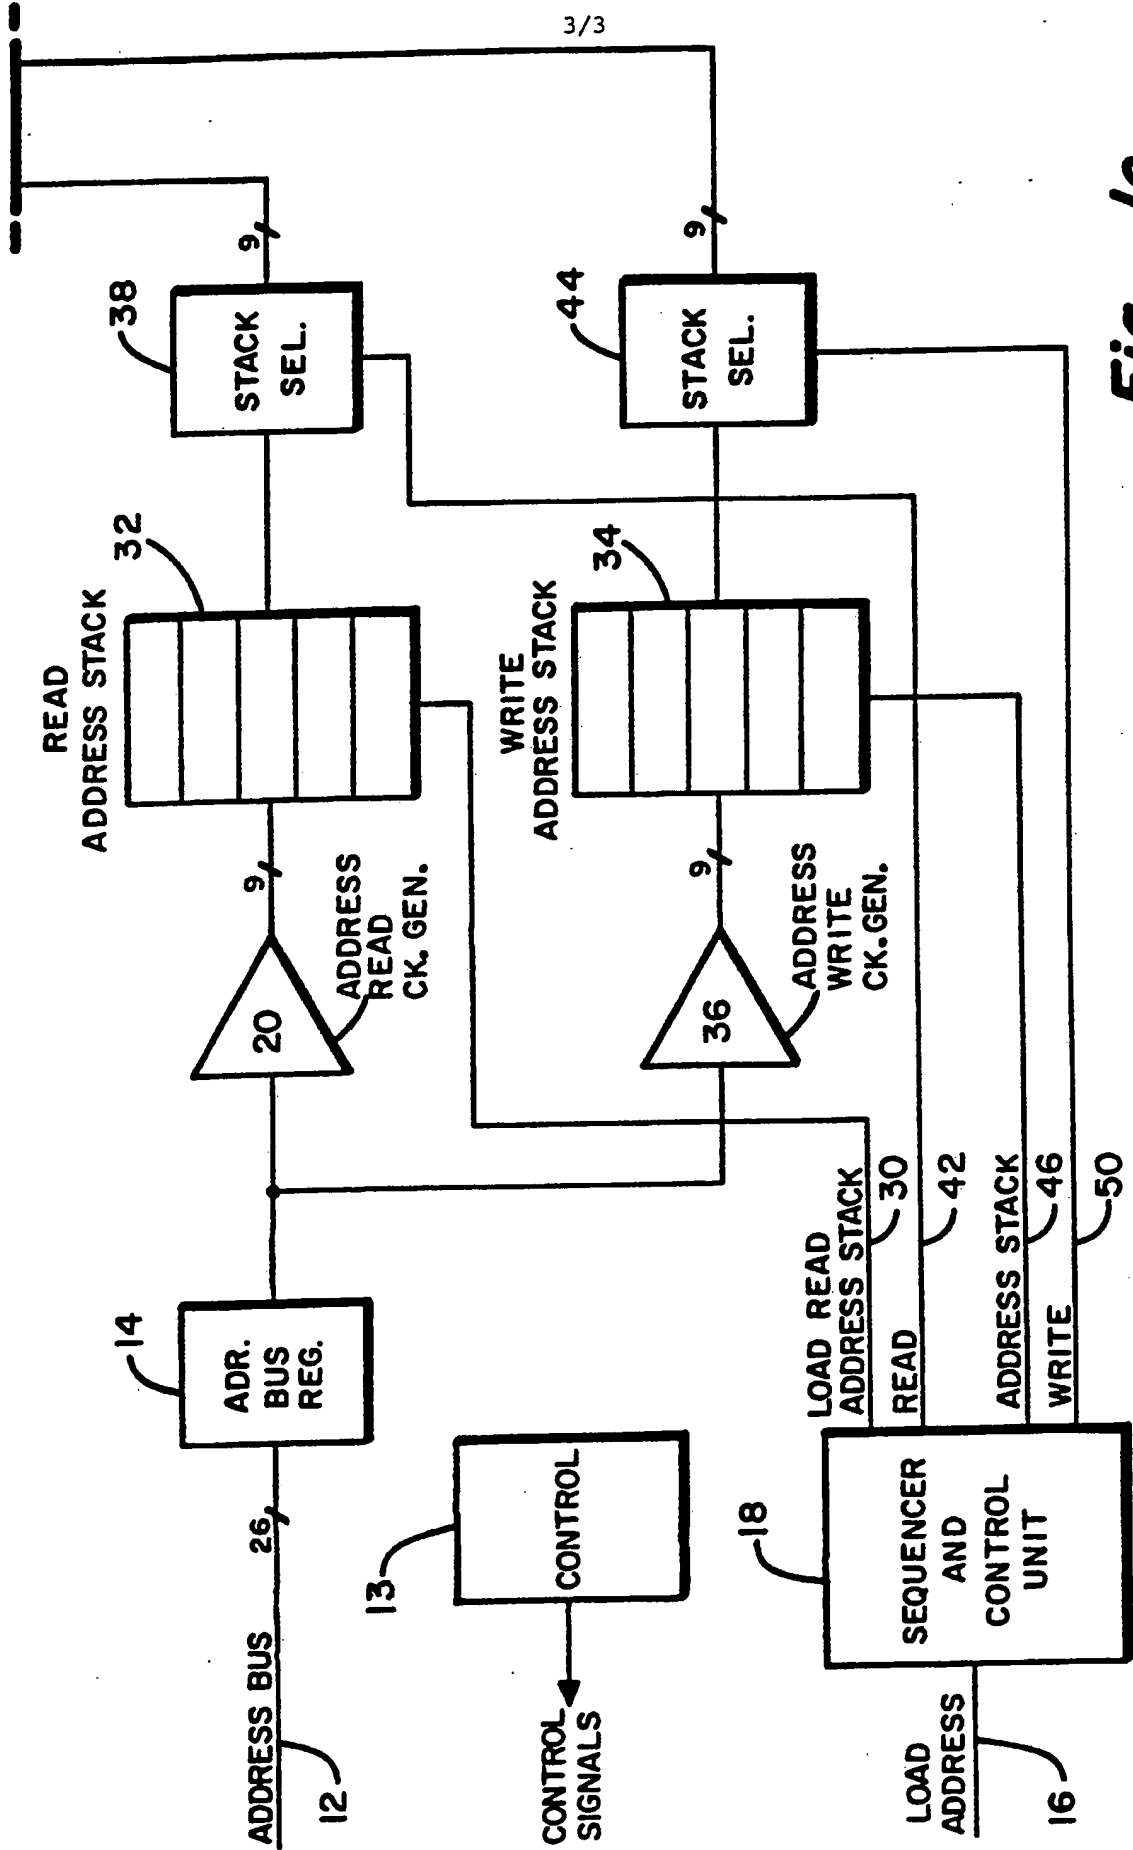 3/3
ADDRESS BUS
12
26
14
ADR.
BUS
REG.
20
ADDRESS
READ
CK. GEN.
9
READ
ADDRESS STACK
32
38
STACK
SEL.
9
CONTROL
SIGNALS
13
CONTROL
36
ADDRESS
WRITE
CK. GEN.
9
WRITE
ADDRESS STACK
34
44
STACK
SEL.
9
LOAD
ADDRESS
16
18
SEQUENCER
AND
CONTROL
UNIT
LOAD READ
ADDRESS STACK
30
READ
42
ADDRESS STACK
46
WRITE
50